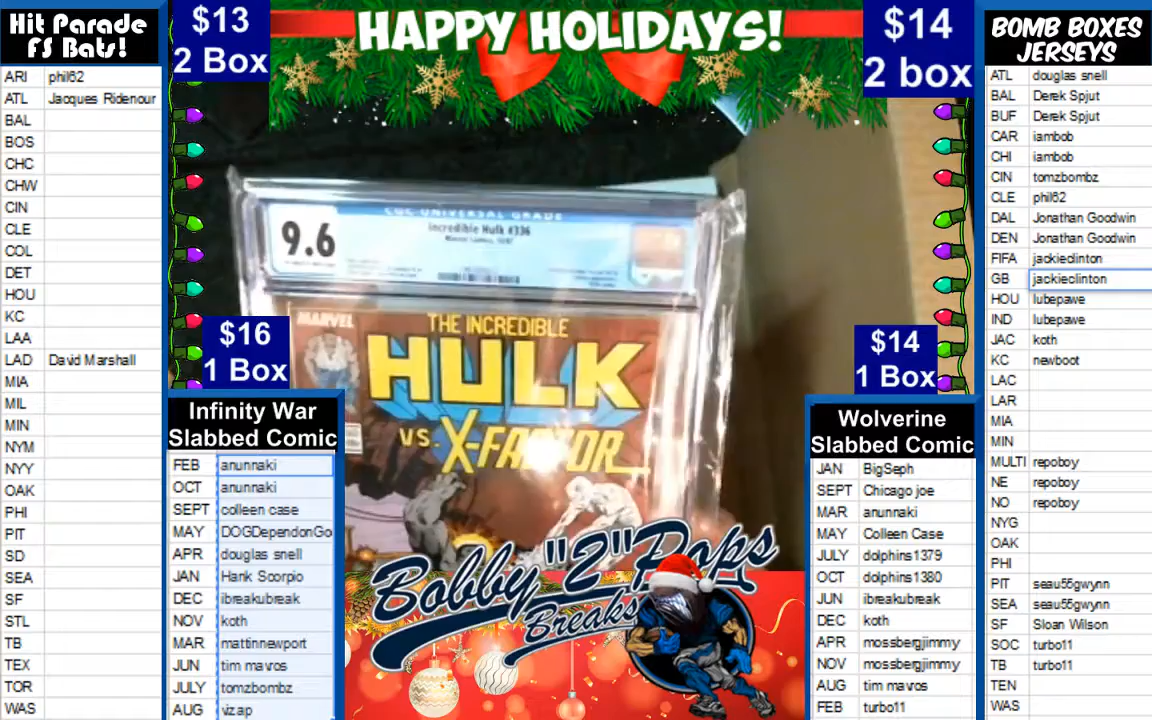 Hit Parade
FS Bats!
ARI phil62
ATL Jacques Ridenour
BAL
BOS
CHC
CHW
CIN
CLE
COL
DET
HOU
KC
LAA
LAD David Marshall
MIA
MIL
MIN
NYM
NYY
OAK
PHI
PIT
SD
SEA
SF
STL
TB
TEX
TOR
WAS
$13
2 Box
HAPPY HOLIDAYS!
$14
2 box
CGC UNIVERSAL GRADE
9.6
Incredible Hulk #336
MARVEL
THE INCREDIBLE
HULK
VS. X-FACTOR
$16
1 Box
$14
1 Box
Infinity War
Slabbed Comic
FEB anunnaki
OCT anunnaki
SEPT colleen case
MAY DOGDependonGo
APR douglas snell
JAN Hank Scorpio
DEC ibreakubreak
NOV koth
MAR mattinnewport
JUN tim mavos
JULY tomzbombz
AUG vizap
Bobby "2" Pops
Breaks
Wolverine
Slabbed Comic
JAN BigSeph
SEPT Chicago joe
MAR anunnaki
MAY Colleen Case
JULY dolphins1379
OCT dolphins1380
JUN ibreakubreak
DEC koth
APR mossbergjimmy
NOV mossbergjimmy
AUG tim mavos
FEB turbo11
BOMB BOXES
JERSEYS
ATL douglas snell
BAL Derek Spjut
BUF Derek Spjut
CAR iambob
CHI iambob
CIN tomzbombz
CLE phil62
DAL Jonathan Goodwin
DEN Jonathan Goodwin
FIFA jackieclinton
GB jackieclinton
HOU lubepawe
IND lubepawe
JAC koth
KC newboot
LAC
LAR
MIA
MIN
MULTI repoboy
NE repoboy
NO repoboy
NYG
OAK
PHI
PIT seau55gwynn
SEA seau55gwynn
SF Sloan Wilson
SOC turbo11
TB turbo11
TEN
WAS